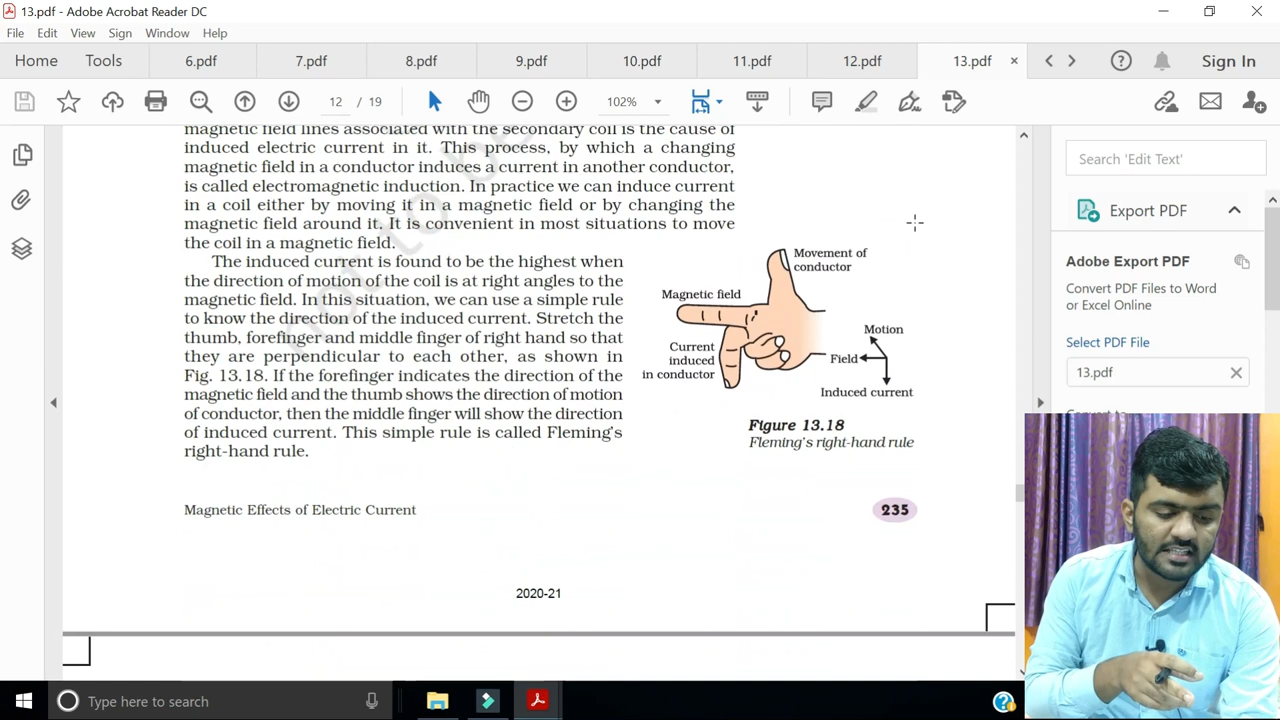 13.pdf - Adobe Acrobat Reader DC
File Edit View Sign Window Help
Home Tools 6.pdf 7.pdf 8.pdf 9.pdf 10.pdf 11.pdf 12.pdf 13.pdf × Sign In
12 / 19 102%
magnetic field lines associated with the secondary coil is the cause of
induced electric current in it. This process, by which a changing
magnetic field in a conductor induces a current in another conductor,
is called electromagnetic induction. In practice we can induce current
in a coil either by moving it in a magnetic field or by changing the
magnetic field around it. It is convenient in most situations to move
the coil in a magnetic field.
The induced current is found to be the highest when
the direction of motion of the coil is at right angles to the
magnetic field. In this situation, we can use a simple rule
to know the direction of the induced current. Stretch the
thumb, forefinger and middle finger of right hand so that
they are perpendicular to each other, as shown in
Fig. 13.18. If the forefinger indicates the direction of the
magnetic field and the thumb shows the direction of motion
of conductor, then the middle finger will show the direction
of induced current. This simple rule is called Fleming's
right-hand rule.
Movement of
conductor
Magnetic field
Current
induced
in conductor
Motion
Field
Induced current
Figure 13.18
Fleming's right-hand rule
Magnetic Effects of Electric Current
235
2020-21
not to be
Search 'Edit Text'
Export PDF
Adobe Export PDF
Convert PDF Files to Word
or Excel Online
Select PDF File
13.pdf
Type here to search